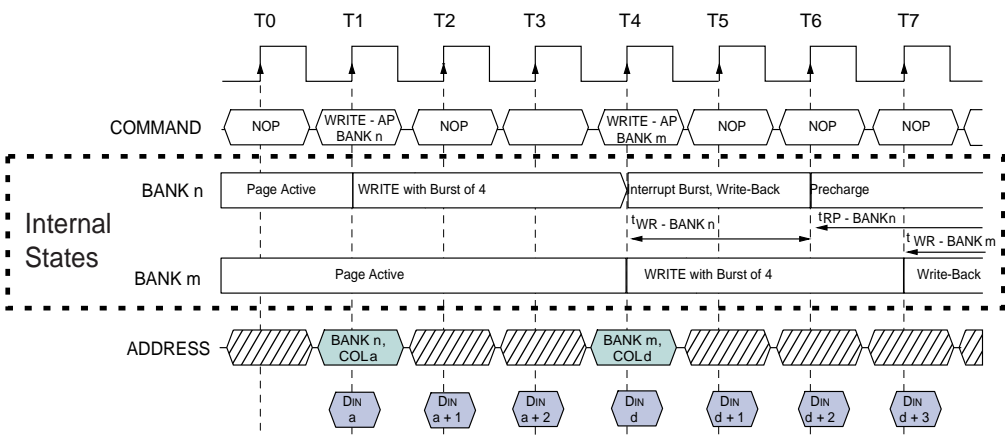 T0 T1 T2 T3 T4 T5 T6 T7
COMMAND NOP WRITE - AP BANK n NOP WRITE - AP BANK m NOP NOP NOP
Internal States
BANK n Page Active WRITE with Burst of 4 Interrupt Burst, Write-Back Precharge
tWR - BANK n tRP - BANK n
t WR - BANK m
BANK m Page Active WRITE with Burst of 4 Write-Back
ADDRESS BANK n, COL a BANK m, COL d
DIN a DIN a + 1 DIN a + 2 DIN d DIN d + 1 DIN d + 2 DIN d + 3